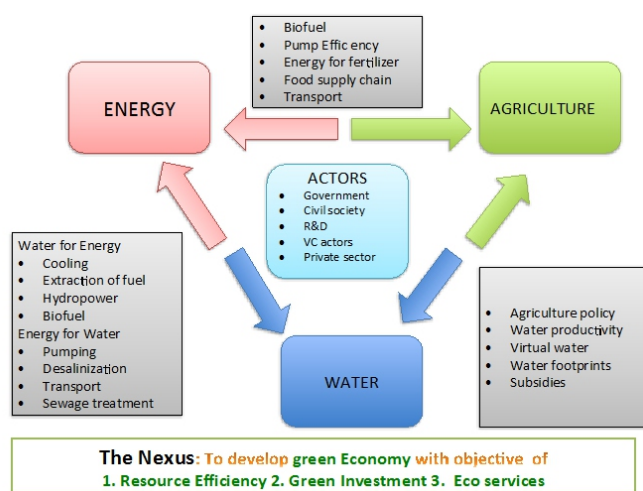 • Biofuel
• Pump Effic ency
• Energy for fertilizer
• Food supply chain
• Transport
ENERGY
AGRICULTURE
ACTORS
• Government
• Civil society
• R&D
• VC actors
• Private sector
Water for Energy
• Cooling
• Extraction of fuel
• Hydropower
• Biofuel
Energy for Water
• Pumping
• Desalinization
• Transport
• Sewage treatment
• Agriculture policy
• Water productivity
• Virtual water
• Water footprints
• Subsidies
WATER
The Nexus: To develop green Economy with objective of
1. Resource Efficiency 2. Green Investment 3. Eco services